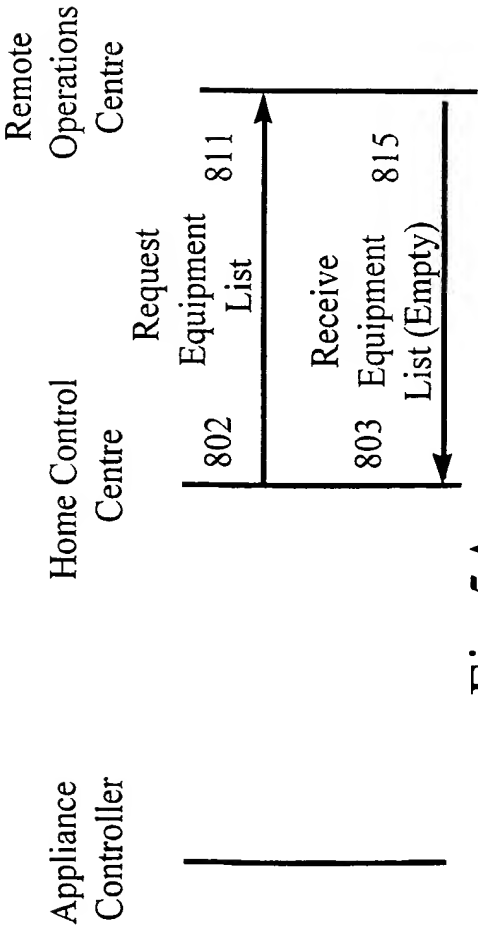 Appliance
Controller
Home Control
Centre
Remote
Operations
Centre
Request
Equipment
List
802
811
Receive
Equipment
List (Empty)
803
815